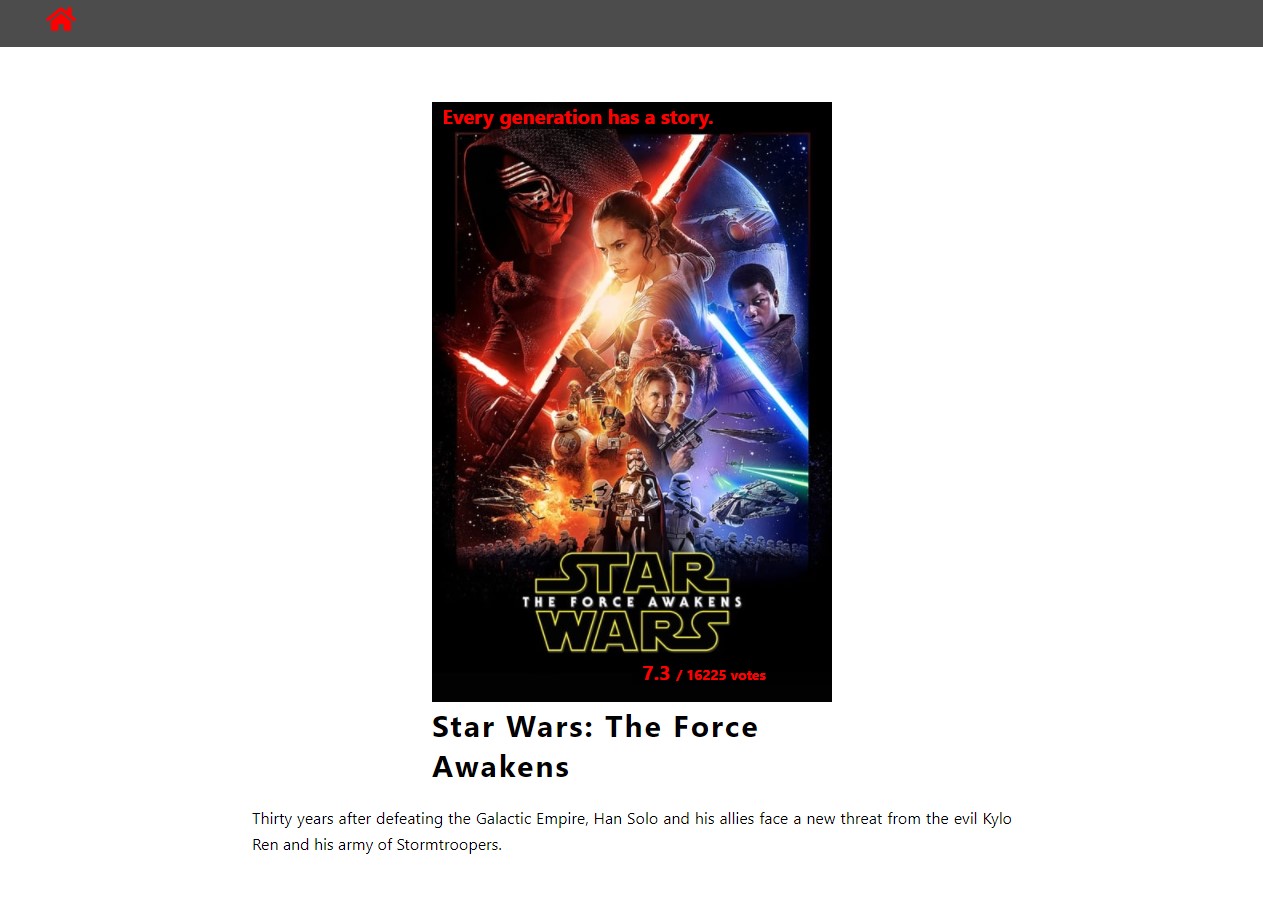 Every generation has a story.
STAR
THE FORCE AWAKENS
WARS
7.3 / 16225 votes
Star Wars: The Force
Awakens
Thirty years after defeating the Galactic Empire, Han Solo and his allies face a new threat from the evil Kylo
Ren and his army of Stormtroopers.